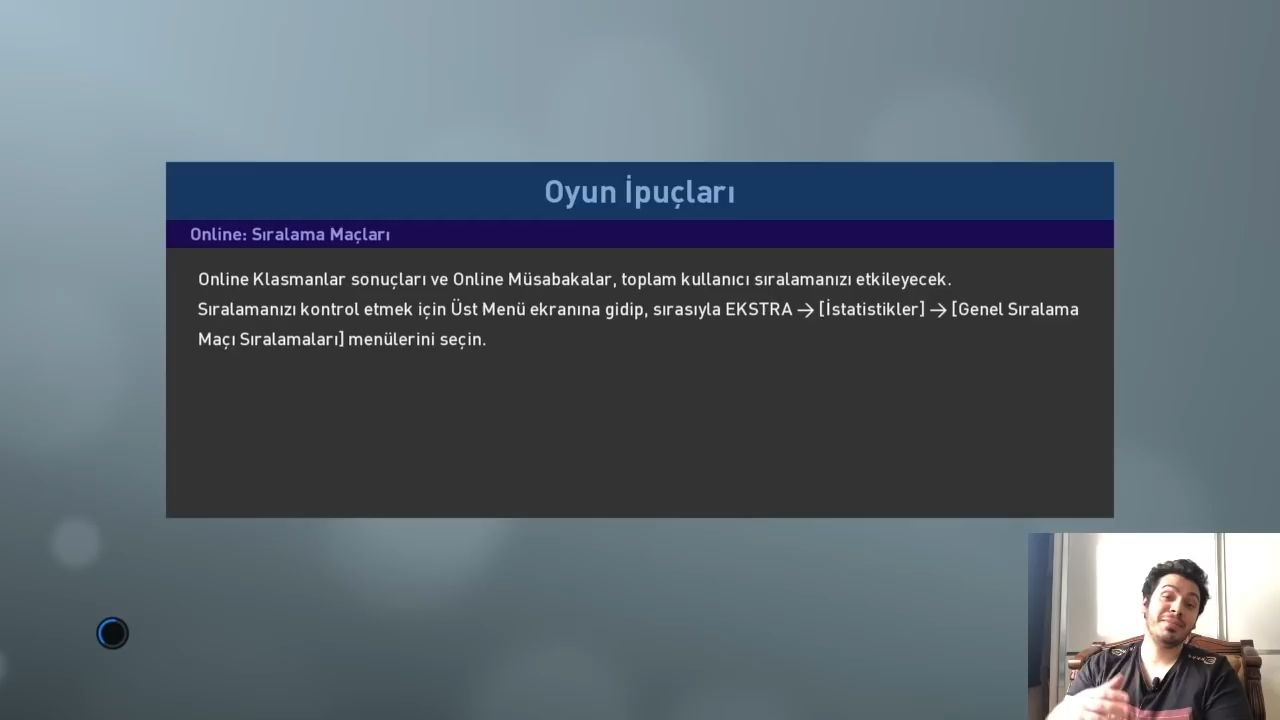 Oyun İpuçları
Online: Sıralama Maçları
Online Klasmanlar sonuçları ve Online Müsabakalar, toplam kullanıcı sıralamanızı etkileyecek.
Sıralamanızı kontrol etmek için Üst Menü ekranına gidip, sırasıyla EKSTRA → [İstatistikler] → [Genel Sıralama
Maçı Sıralamaları] menülerini seçin.